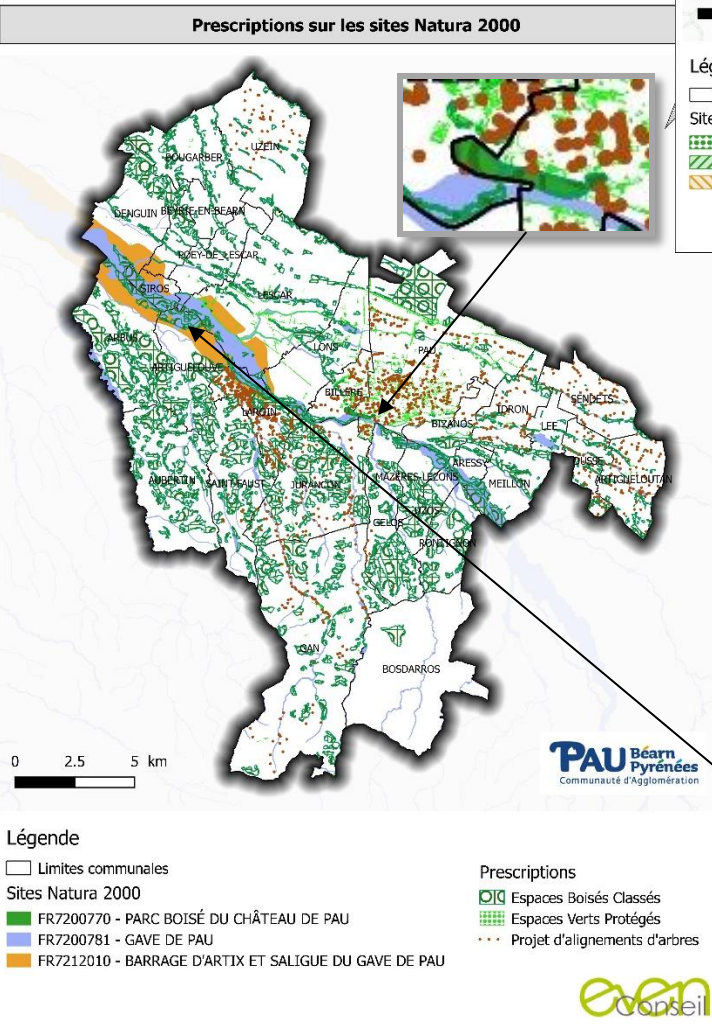 Prescriptions sur les sites Natura 2000
Lég
Site
UZEIN
BOUGARBER
DENGUIN
BEYRIE-EN-BEARN
POEY-DE-LESCAR
SIROS
LESCAR
ARBUS
LONS
PAU
ARTIGUELOUVE
BILLERE
SENDETS
LAROIN
IDRON
BIZANOS
LEE
OUSSE
ARESSY
AUBERTIN
SAINT-FAUST
JURANCON
MAZERES-LEZONS
MEILLON
ARTIGUELOUTAN
UZOS
GELOS
RONTIGNON
GAN
BOSDARROS
0 2.5 5 km
PAU Béarn
Pyrénées
Communauté d'Agglomération
Légende
Limites communales
Sites Natura 2000
FR7200770 - PARC BOISÉ DU CHÂTEAU DE PAU
FR7200781 - GAVE DE PAU
FR7212010 - BARRAGE D'ARTIX ET SALIGUE DU GAVE DE PAU
Prescriptions
Espaces Boisés Classés
Espaces Verts Protégés
Projet d'alignements d'arbres
even
Conseil